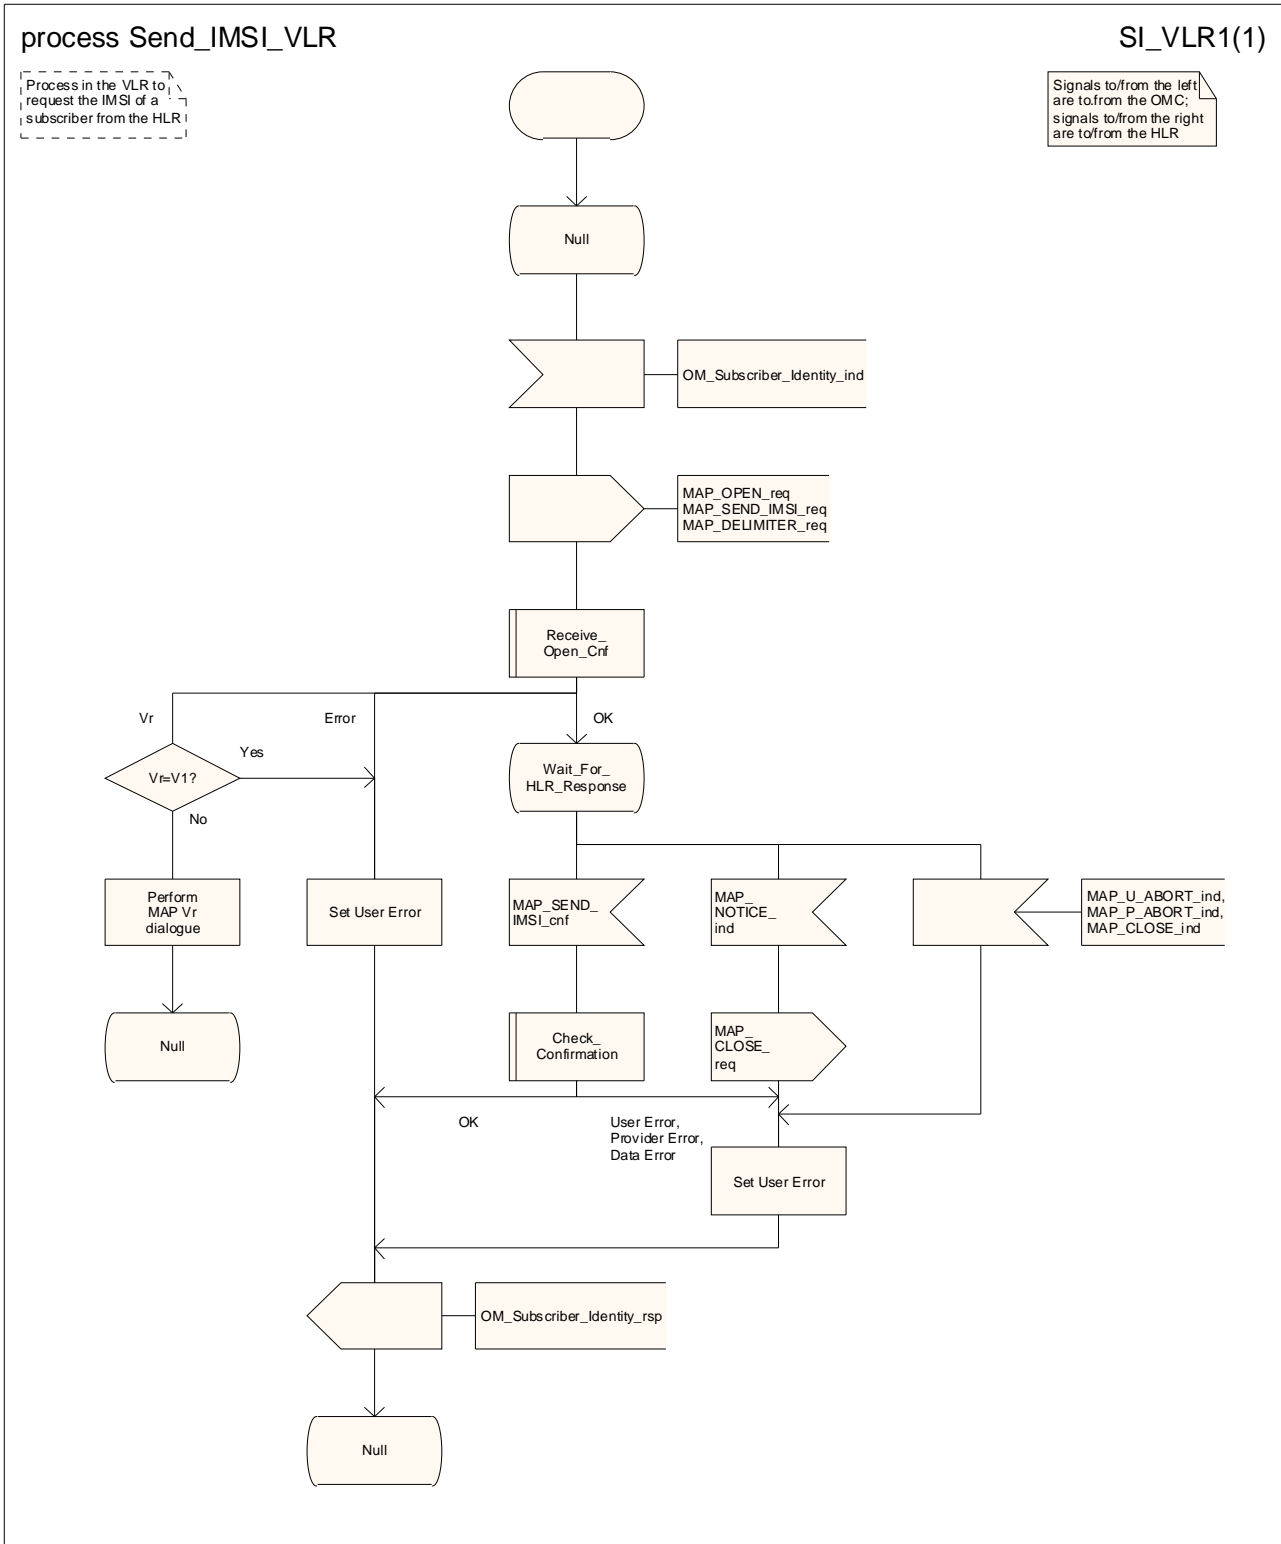 process Send_IMSI_VLR
SI_VLR1(1)
Process in the VLR to
request the IMSI of a
subscriber from the HLR
Signals to/from the left
are to.from the OMC;
signals to/from the right
are to/from the HLR
Null
OM_Subscriber_Identity_ind
MAP_OPEN_req
MAP_SEND_IMSI_req
MAP_DELIMITER_req
Receive_
Open_Cnf
Vr
Error
OK
Yes
Vr=V1?
Wait_For_
HLR_Response
No
Perform
MAP Vr
dialogue
Set User Error
MAP_SEND_
IMSI_cnf
MAP_
NOTICE_
ind
MAP_U_ABORT_ind,
MAP_P_ABORT_ind,
MAP_CLOSE_ind
Null
Check_
Confirmation
MAP_
CLOSE_
req
OK
User Error,
Provider Error,
Data Error
Set User Error
OM_Subscriber_Identity_rsp
Null